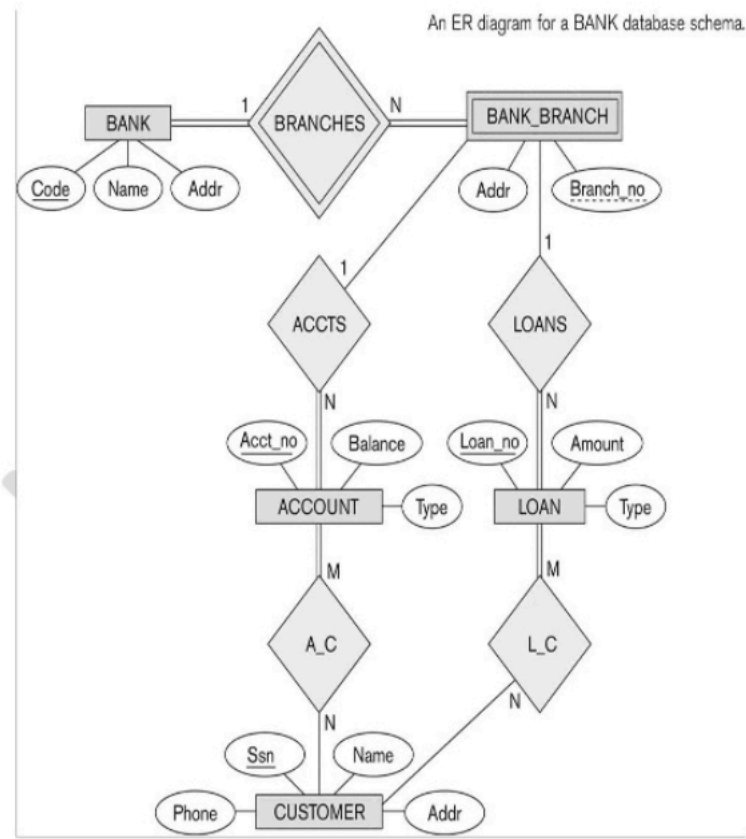 An ER diagram for a BANK database schema.
1
N
BANK
BRANCHES
BANK_BRANCH
Code
Name
Addr
Addr
Branch_no
1
1
ACCTS
LOANS
N
N
Acct_no
Balance
Loan_no
Amount
ACCOUNT
Type
LOAN
Type
M
M
A_C
L_C
N
N
Ssn
Name
Phone
CUSTOMER
Addr